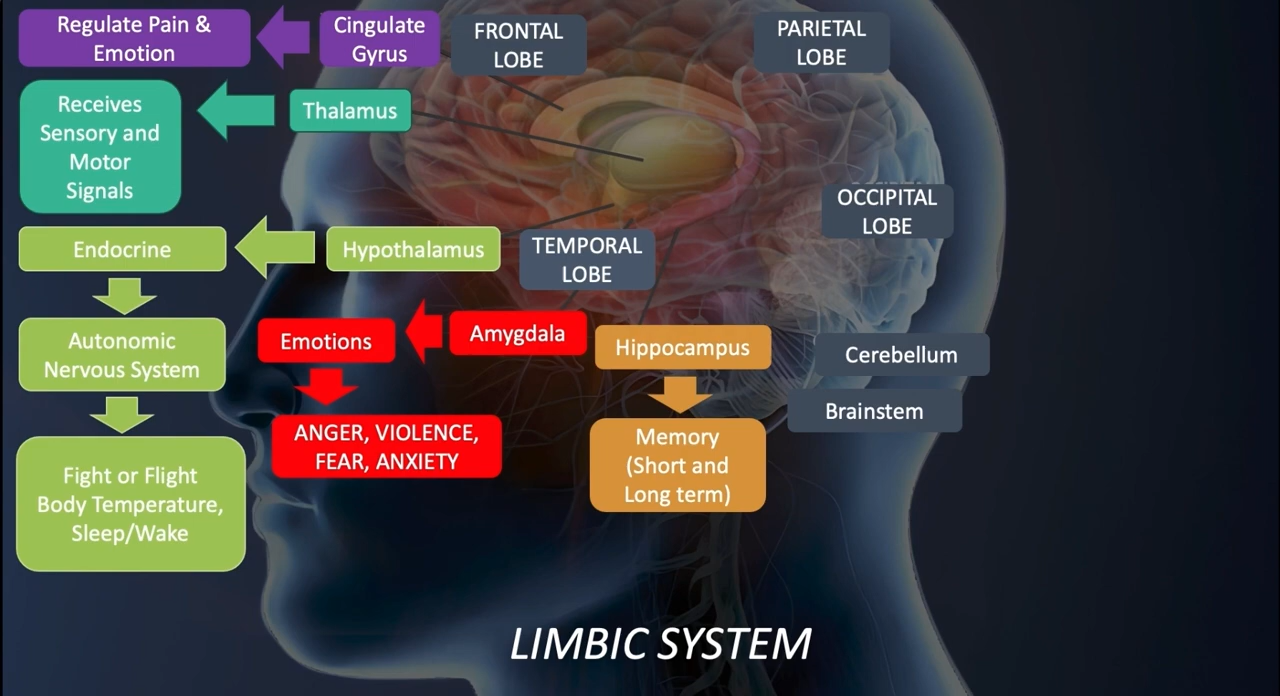 Regulate Pain &
Emotion
Cingulate
Gyrus
FRONTAL
LOBE
PARIETAL
LOBE
Receives
Sensory and
Motor
Signals
Thalamus
OCCIPITAL
LOBE
Endocrine
Hypothalamus
TEMPORAL
LOBE
Autonomic
Nervous System
Emotions
Amygdala
Hippocampus
Cerebellum
Brainstem
ANGER, VIOLENCE,
FEAR, ANXIETY
Memory
(Short and
Long term)
Fight or Flight
Body Temperature,
Sleep/Wake
LIMBIC SYSTEM